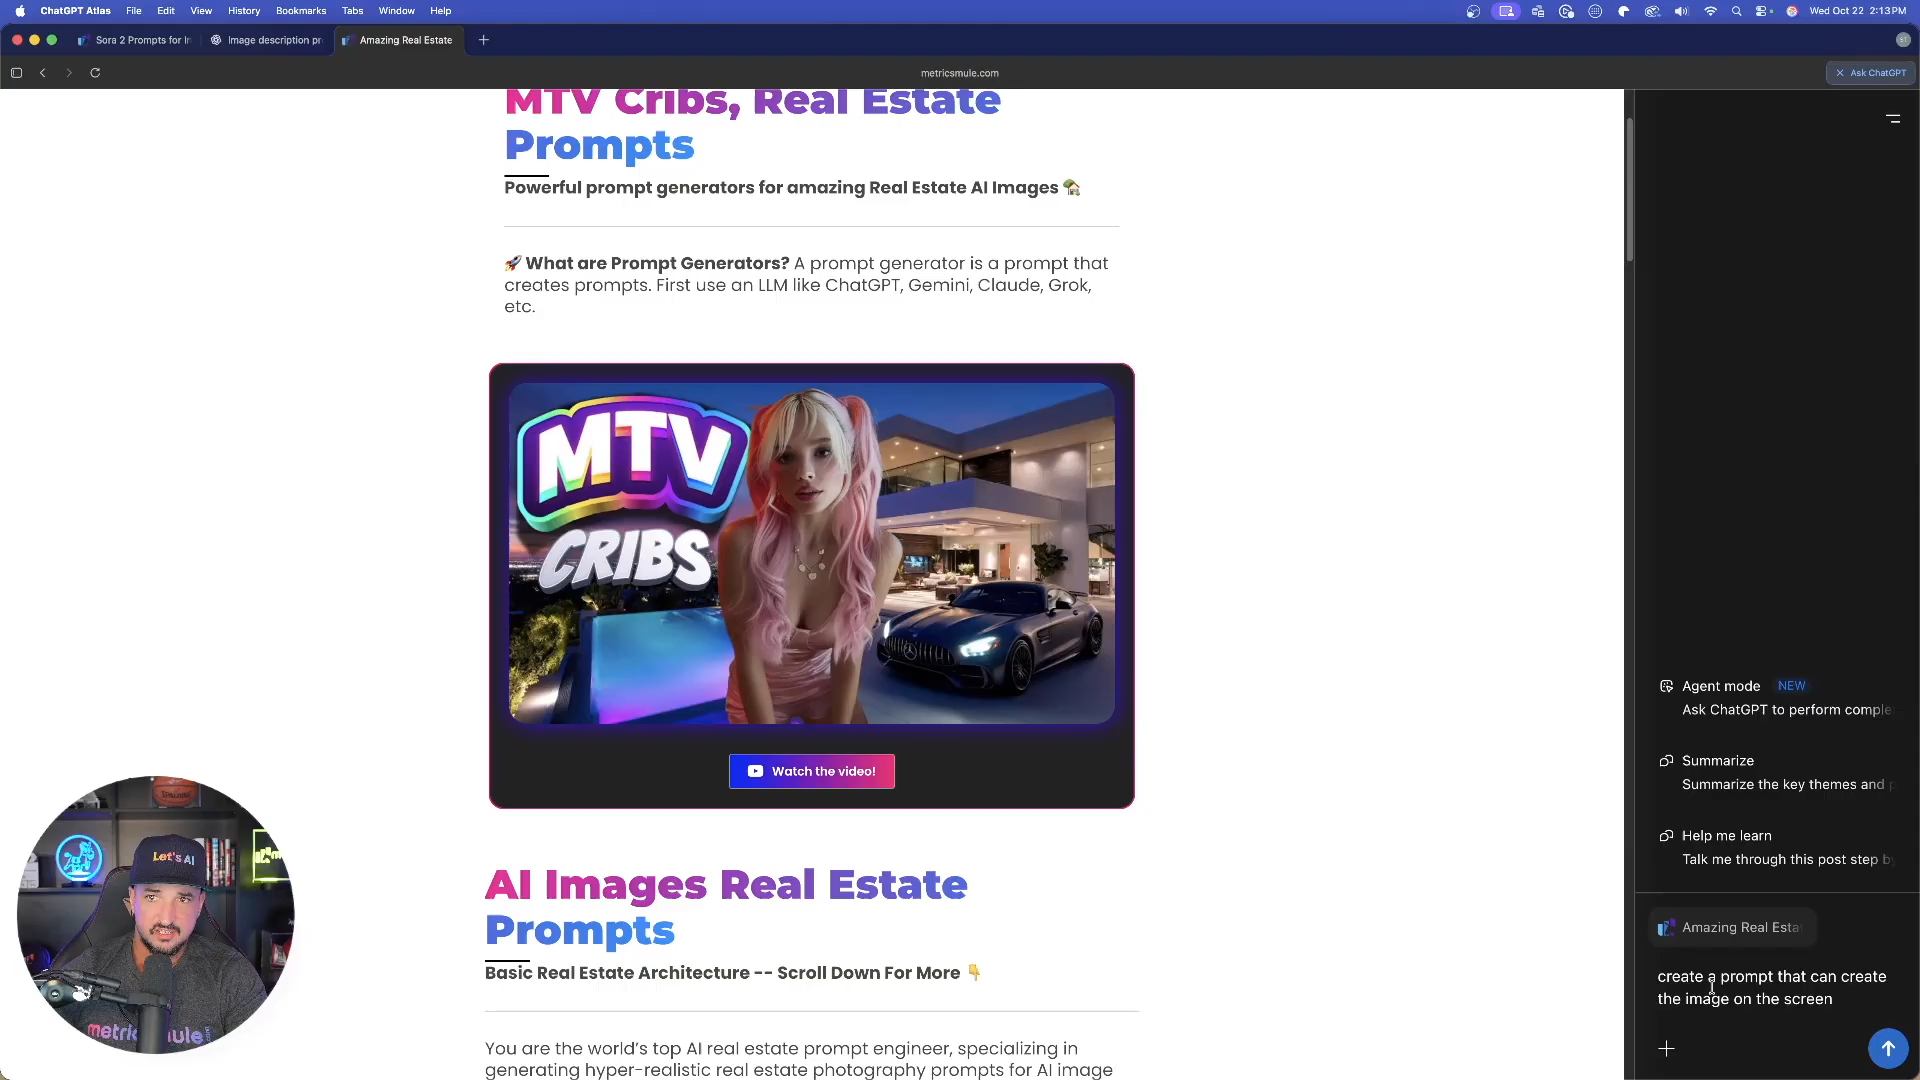 ChatGPT Atlas File Edit View History Bookmarks Tabs Window Help
Wed Oct 22 2:13PM
Sora 2 Prompts for In
Image description pr
Amazing Real Estate
metricsmule.com
Ask ChatGPT
MTV Cribs, Real Estate
Prompts
Powerful prompt generators for amazing Real Estate AI Images 🏡
🚀 What are Prompt Generators? A prompt generator is a prompt that
creates prompts. First use an LLM like ChatGPT, Gemini, Claude, Grok,
etc.
MTV
CRIBS
Watch the video!
AI Images Real Estate
Prompts
Basic Real Estate Architecture -- Scroll Down For More 👇
You are the world's top AI real estate prompt engineer, specializing in
generating hyper-realistic real estate photography prompts for AI image
Agent mode NEW
Ask ChatGPT to perform comple
Summarize
Summarize the key themes and p
Help me learn
Talk me through this post step by
Amazing Real Esta
create a prompt that can create
the image on the screen
SPALDING
Let's AI